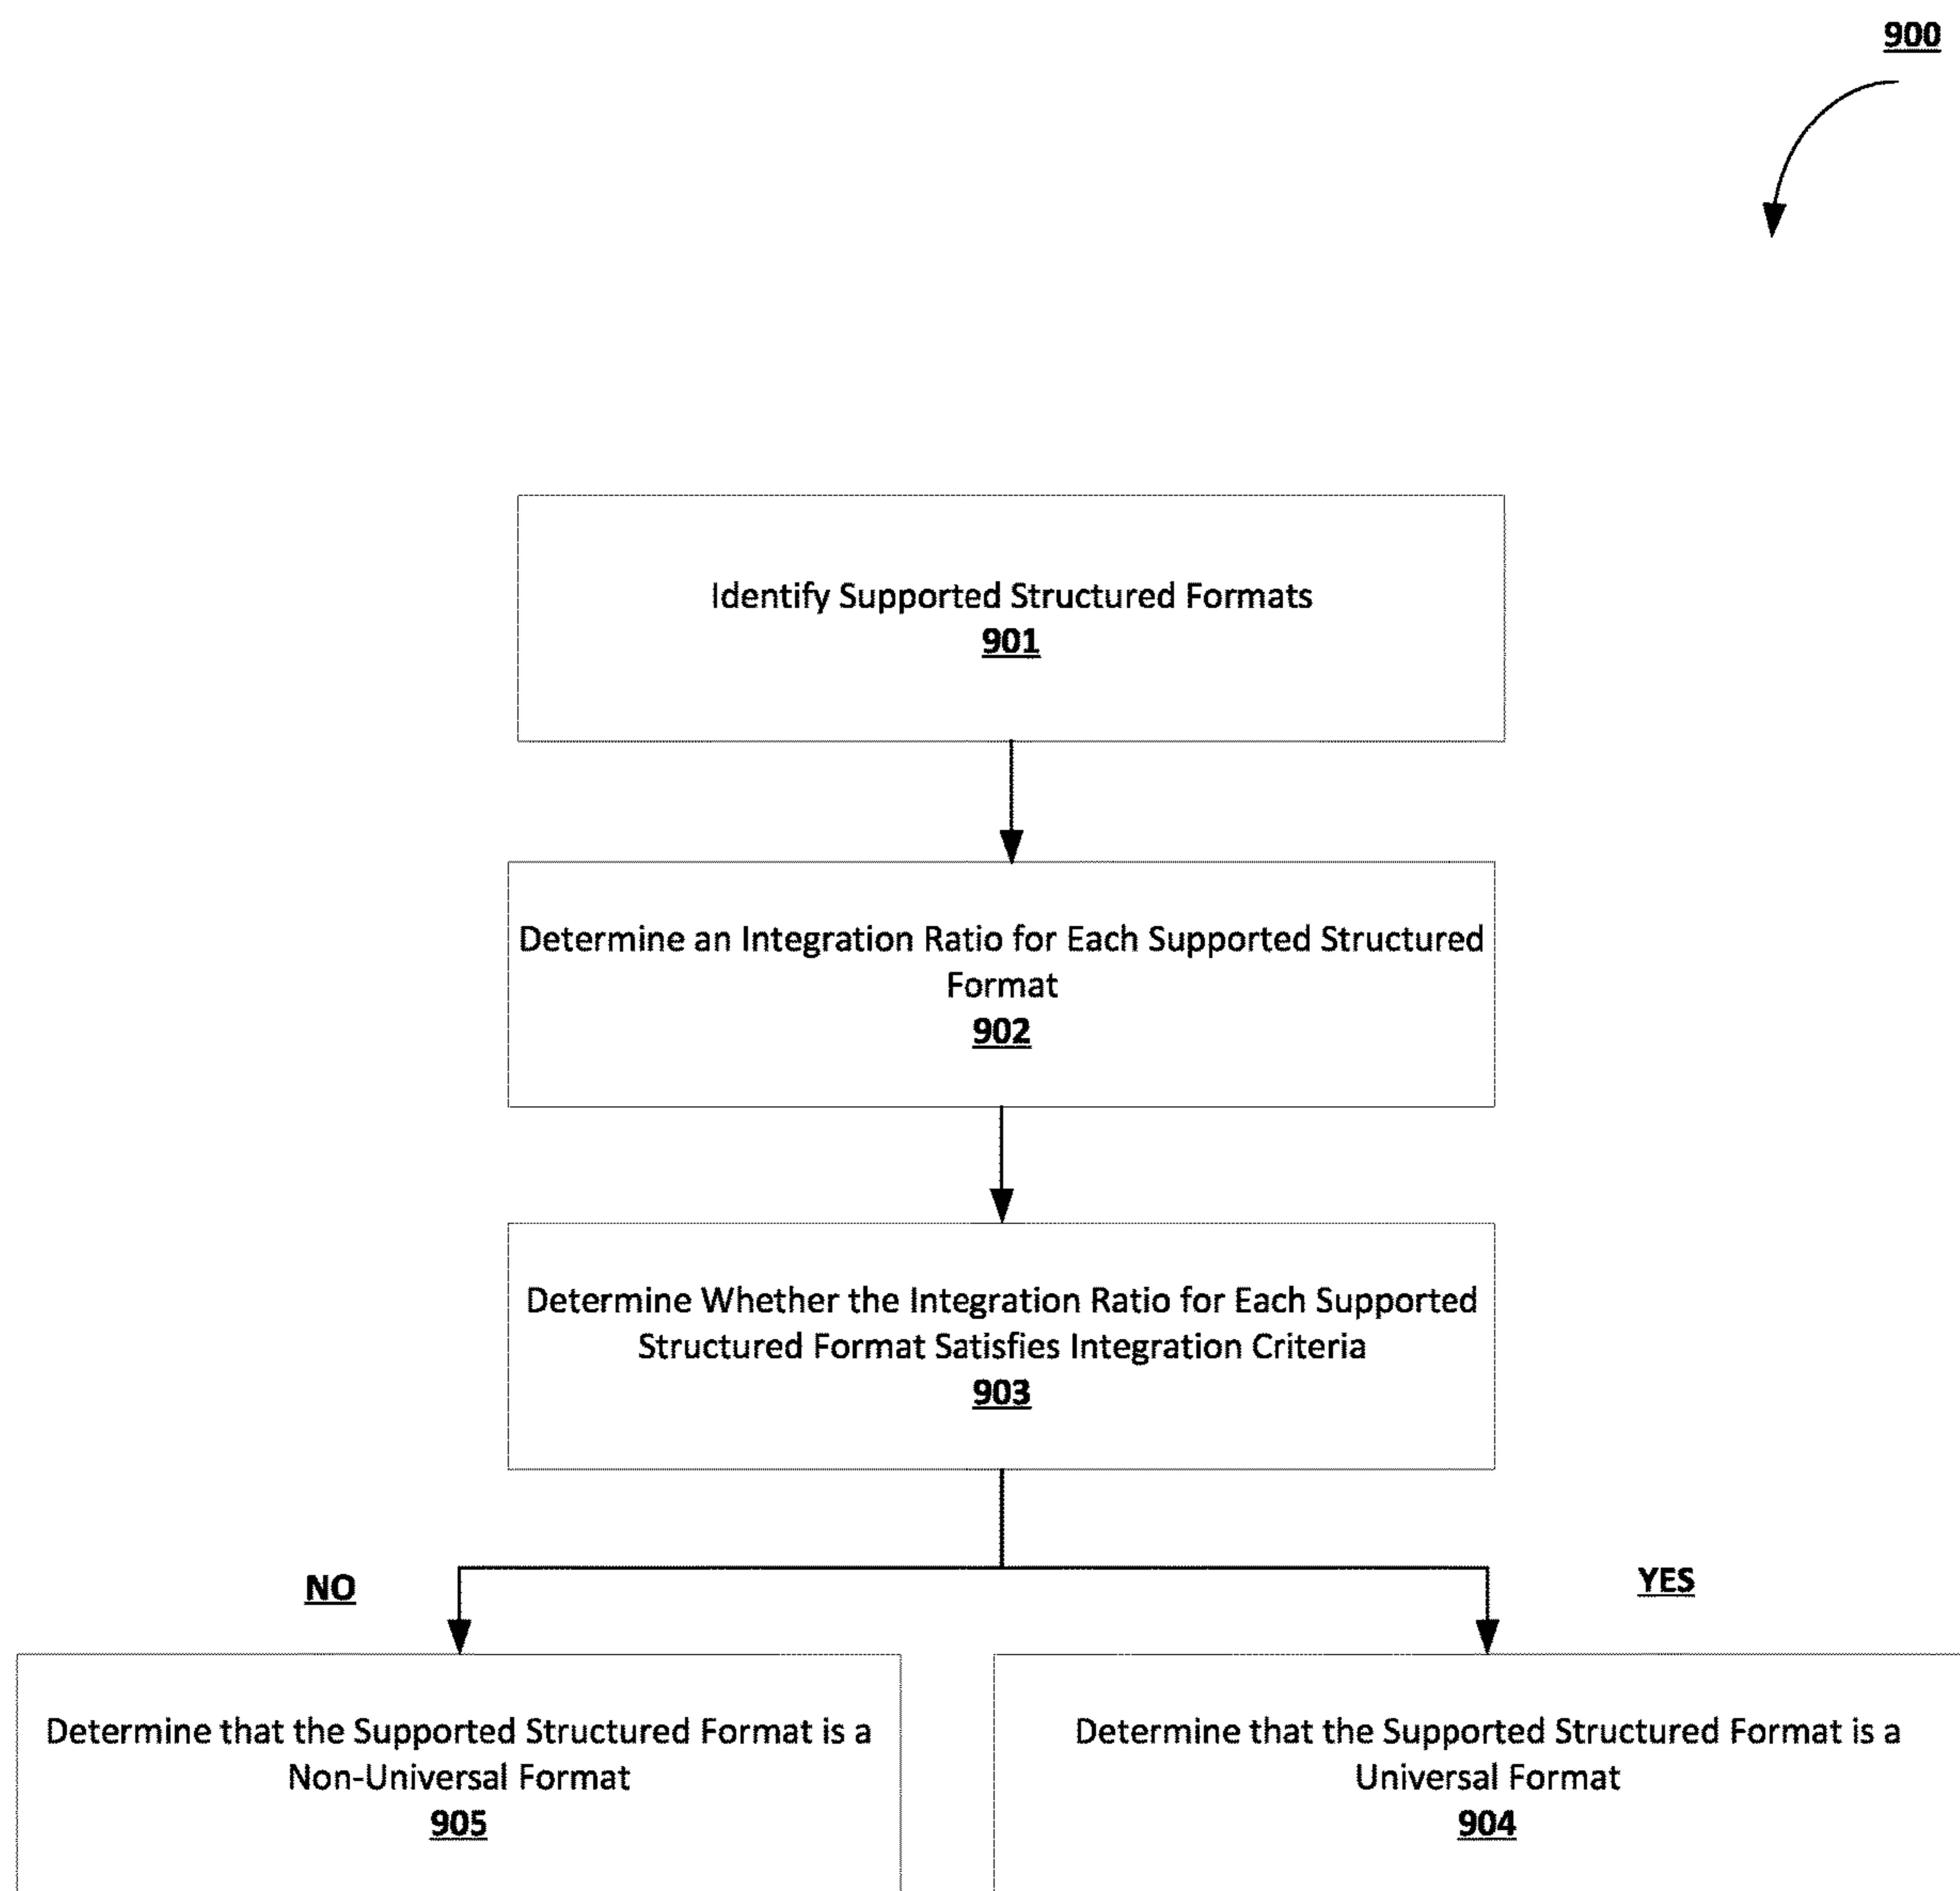 900
Identify Supported Structured Formats
901
Determine an Integration Ratio for Each Supported Structured
Format
902
Determine Whether the Integration Ratio for Each Supported
Structured Format Satisfies Integration Criteria
903
NO
YES
Determine that the Supported Structured Format is a
Non-Universal Format
905
Determine that the Supported Structured Format is a
Universal Format
904